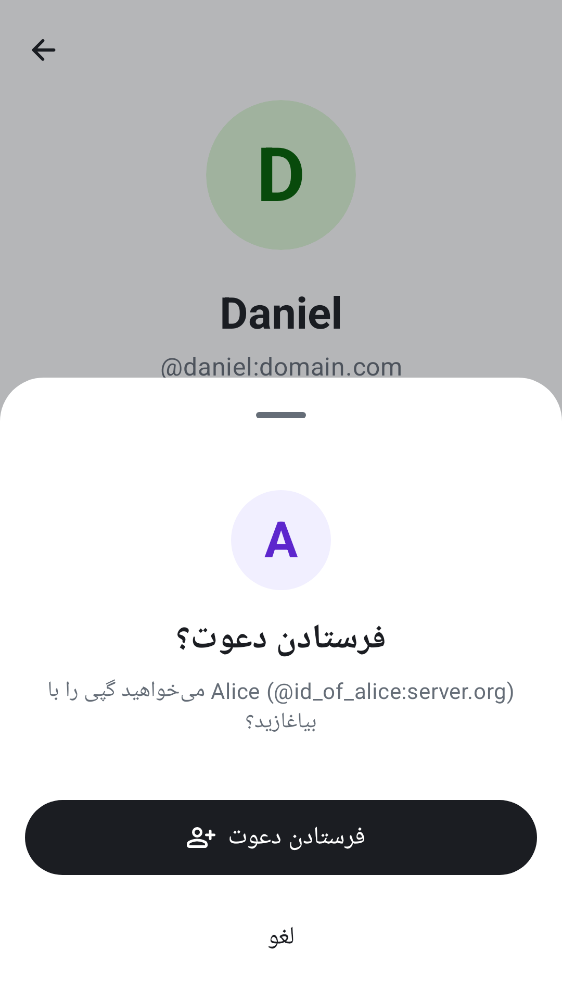 D
Daniel
@daniel:domain.com
A
فرستادن دعوت؟
می‌خواهید گپی را با Alice (@id_of_alice:server.org)
بیاغازید؟
فرستادن دعوت
لغو